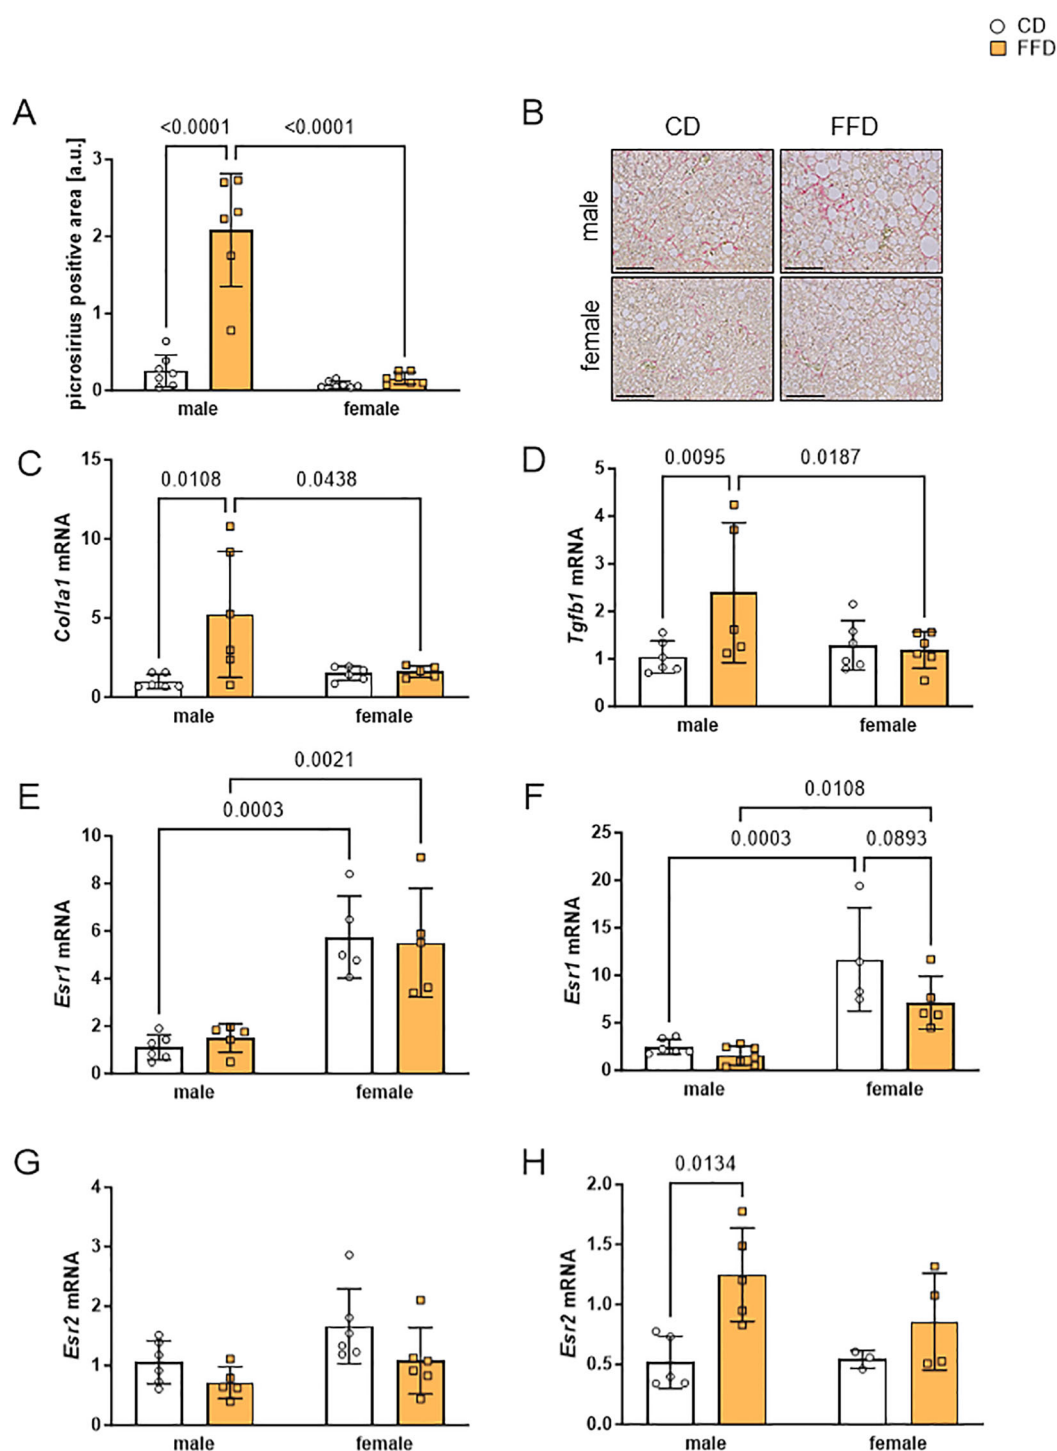 CD
FFD
A
<0.0001 <0.0001
picrosirius positive area [a.u.]
3
2
1
0
male female
B
CD FFD
male
female
C
0.0108 0.0438
Col1a1 mRNA
15
10
5
0
male female
D
0.0095 0.0187
Tgfb1 mRNA
5
4
3
2
1
0
male female
E
0.0021
0.0003
Esr1 mRNA
10
8
6
4
2
0
male female
F
0.0108
0.0003 0.0893
Esr1 mRNA
25
20
15
10
5
0
male female
G
Esr2 mRNA
4
3
2
1
0
male female
H
0.0134
Esr2 mRNA
2.0
1.5
1.0
0.5
0.0
male female